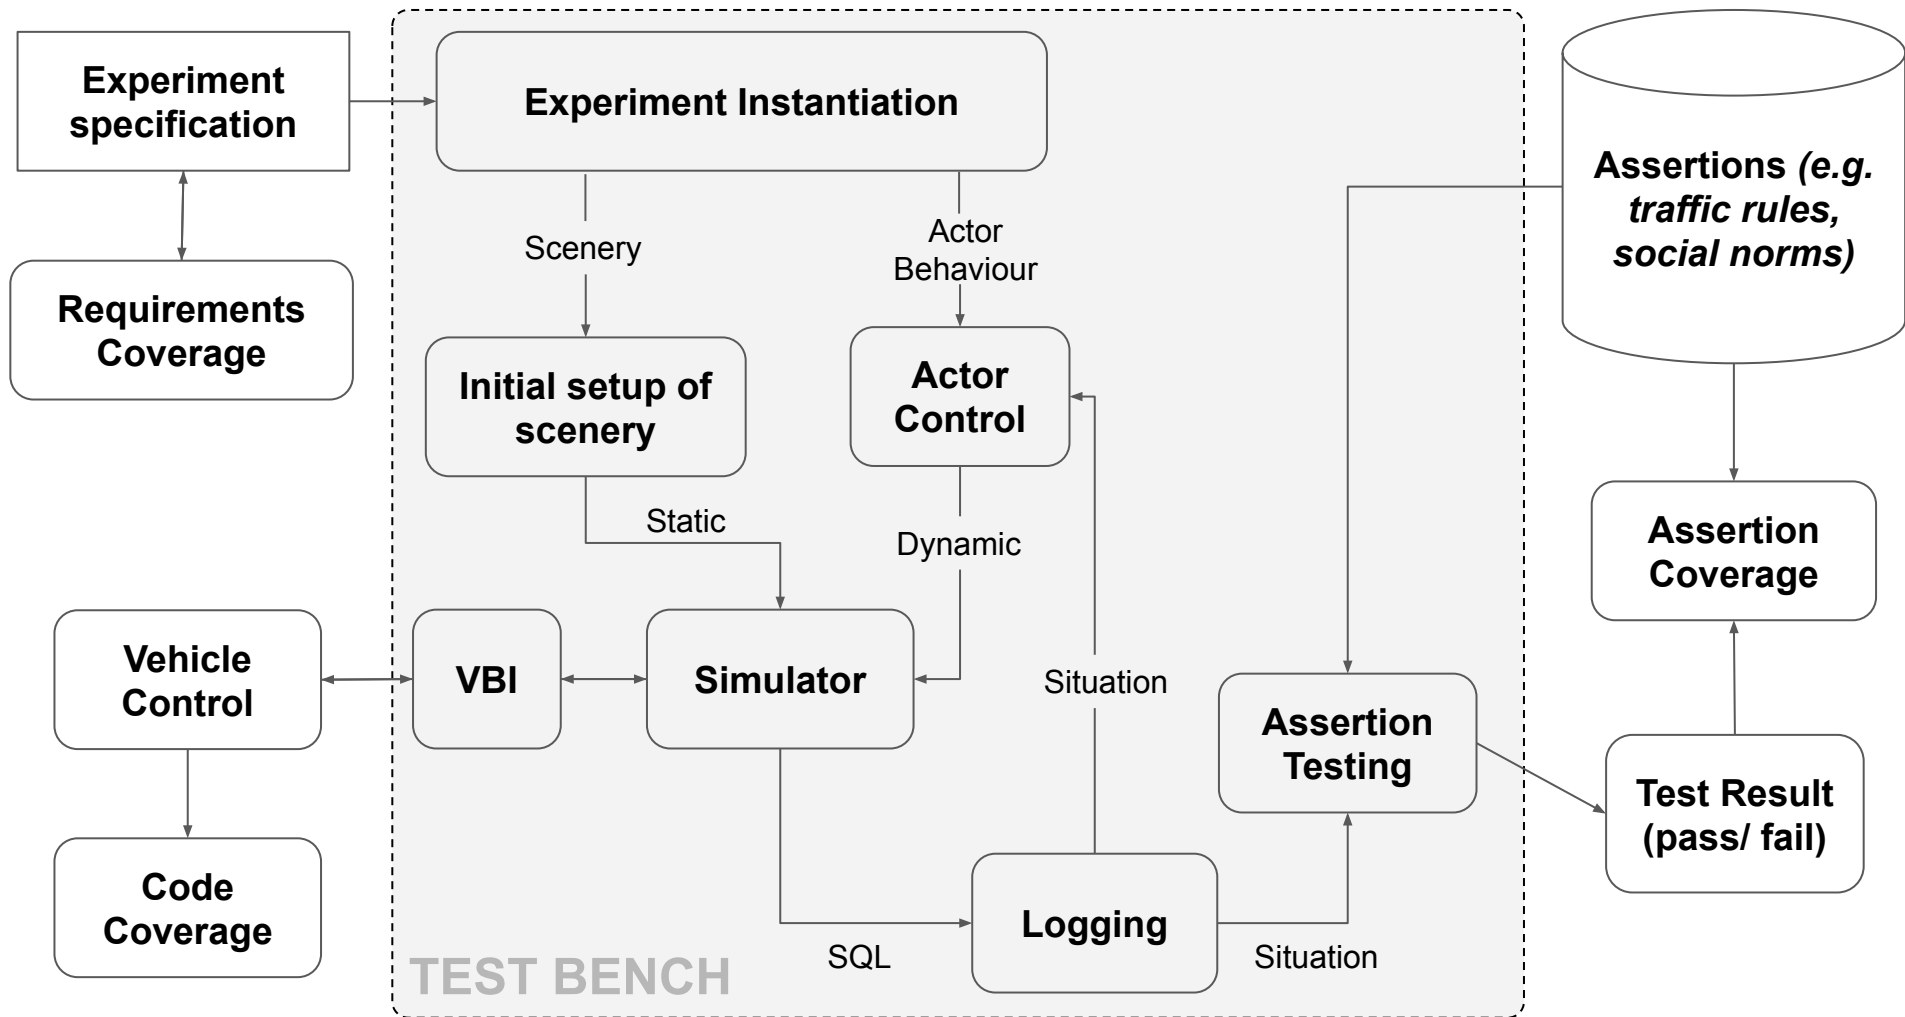 Experiment
specification
Experiment Instantiation
Assertions (e.g.
traffic rules,
social norms)
Scenery
Actor
Behaviour
Requirements
Coverage
Initial setup of
scenery
Actor
Control
Static
Dynamic
Assertion
Coverage
Vehicle
Control
VBI
Simulator
Situation
Assertion
Testing
Test Result
(pass/ fail)
Code
Coverage
Logging
SQL
Situation
TEST BENCH